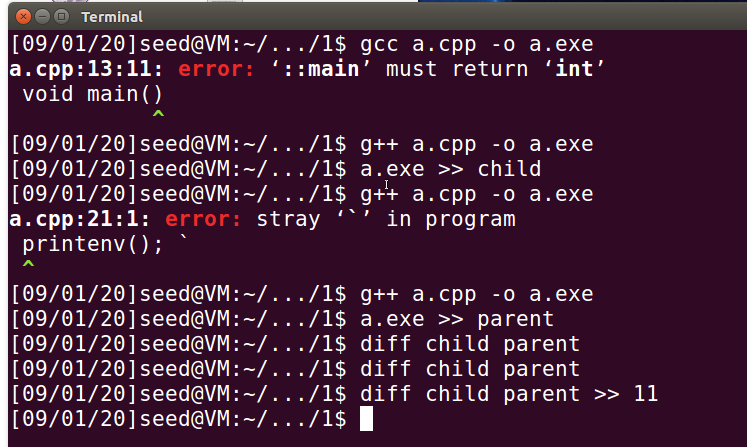 Terminal
[09/01/20]seed@VM:~/.../1$ gcc a.cpp -o a.exe
a.cpp:13:11: error: ‘::main’ must return ‘int’
 void main()
           ^
[09/01/20]seed@VM:~/.../1$ g++ a.cpp -o a.exe
[09/01/20]seed@VM:~/.../1$ a.exe >> child
[09/01/20]seed@VM:~/.../1$ g++ a.cpp -o a.exe
a.cpp:21:1: error: stray ‘`’ in program
 printenv(); `
 ^
[09/01/20]seed@VM:~/.../1$ g++ a.cpp -o a.exe
[09/01/20]seed@VM:~/.../1$ a.exe >> parent
[09/01/20]seed@VM:~/.../1$ diff child parent
[09/01/20]seed@VM:~/.../1$ diff child parent
[09/01/20]seed@VM:~/.../1$ diff child parent >> 11
[09/01/20]seed@VM:~/.../1$